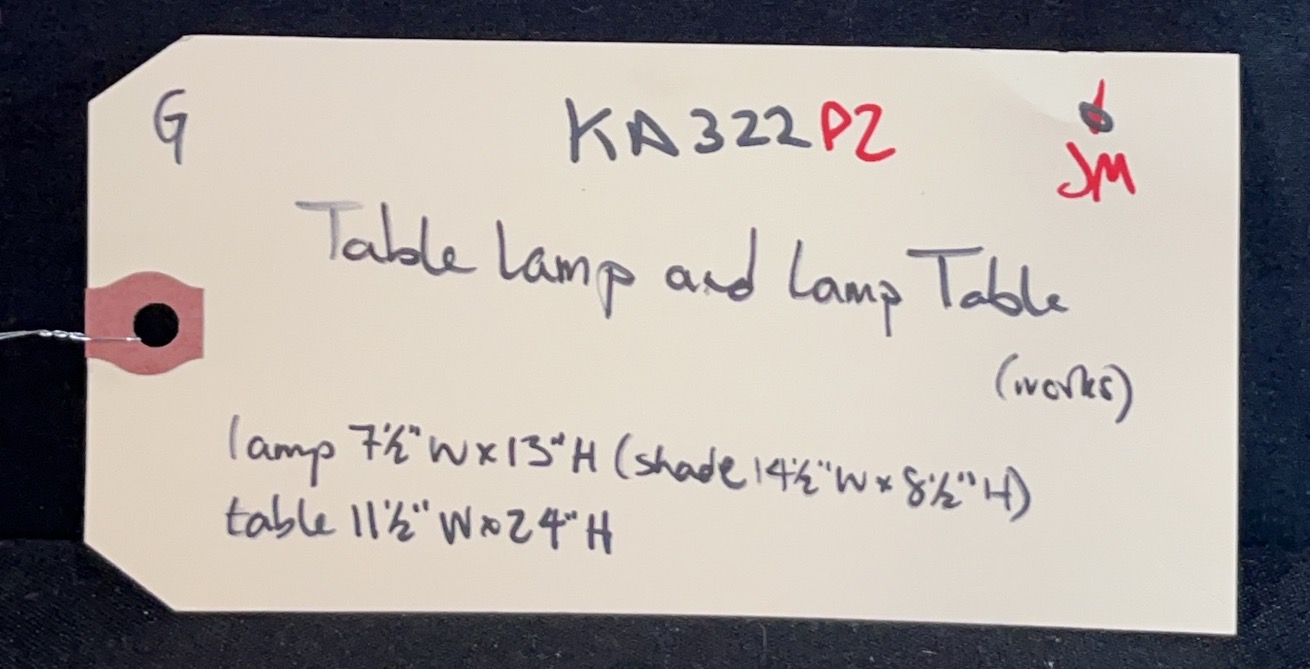 G
KA322PZ
JM
Table Lamp and Lamp Table
(works)
lamp 7½" W x 13" H (shade 14½" W x 8½" H)
table 11½" W x 24" H